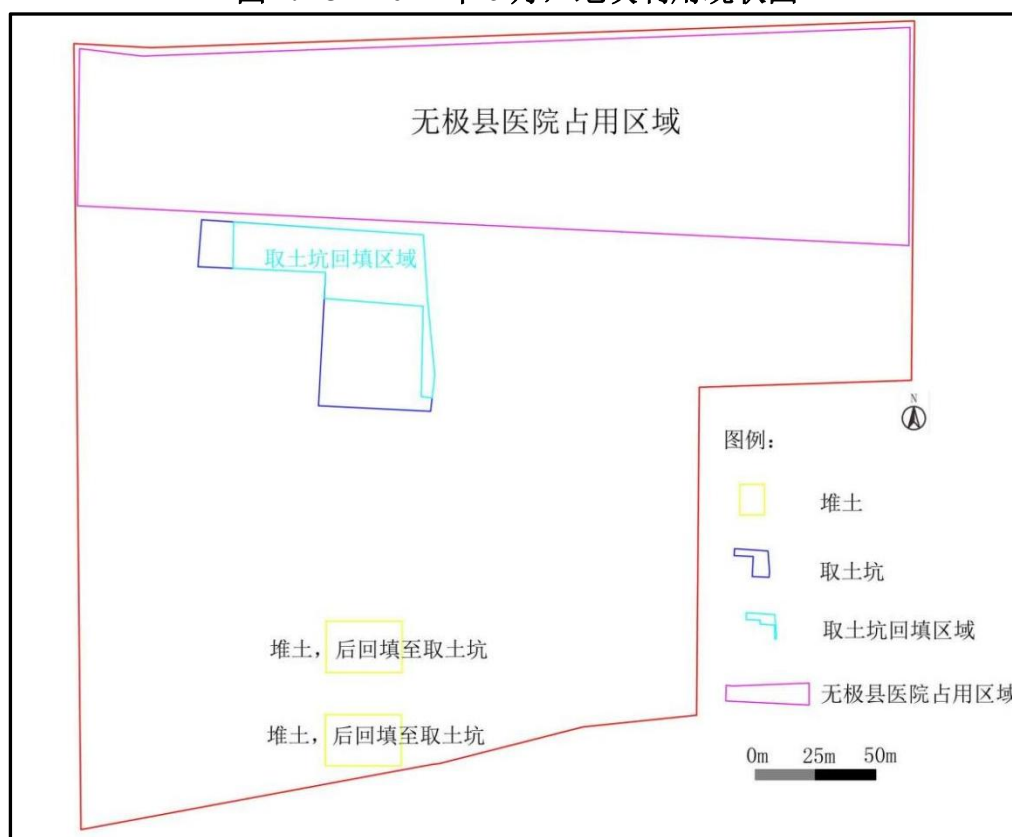 无极县医院占用区域
取土坑回填区域
N
图例：
堆土
取土坑
取土坑回填区域
堆土，后回填至取土坑
无极县医院占用区域
堆土，后回填至取土坑
0m 25m 50m